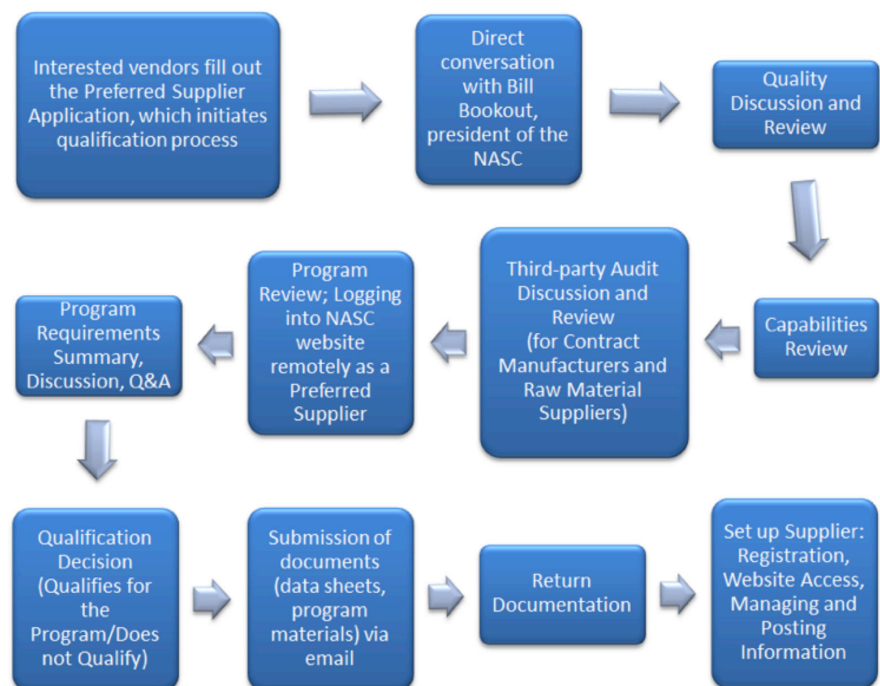 Interested vendors fill out
the Preferred Supplier
Application, which initiates
qualification process
Direct
conversation
with Bill
Bookout,
president of the
NASC
Quality
Discussion and
Review
Capabilities
Review
Third-party Audit
Discussion and
Review
(for Contract
Manufacturers and
Raw Material
Suppliers)
Program
Review; Logging
into NASC
website
remotely as a
Preferred
Supplier
Program
Requirements
Summary,
Discussion, Q&A
Qualification
Decision
(Qualifies for
the
Program/Does
not Qualify)
Submission of
documents
(data sheets,
program
materials) via
email
Return
Documentation
Set up Supplier:
Registration,
Website Access,
Managing and
Posting
Information